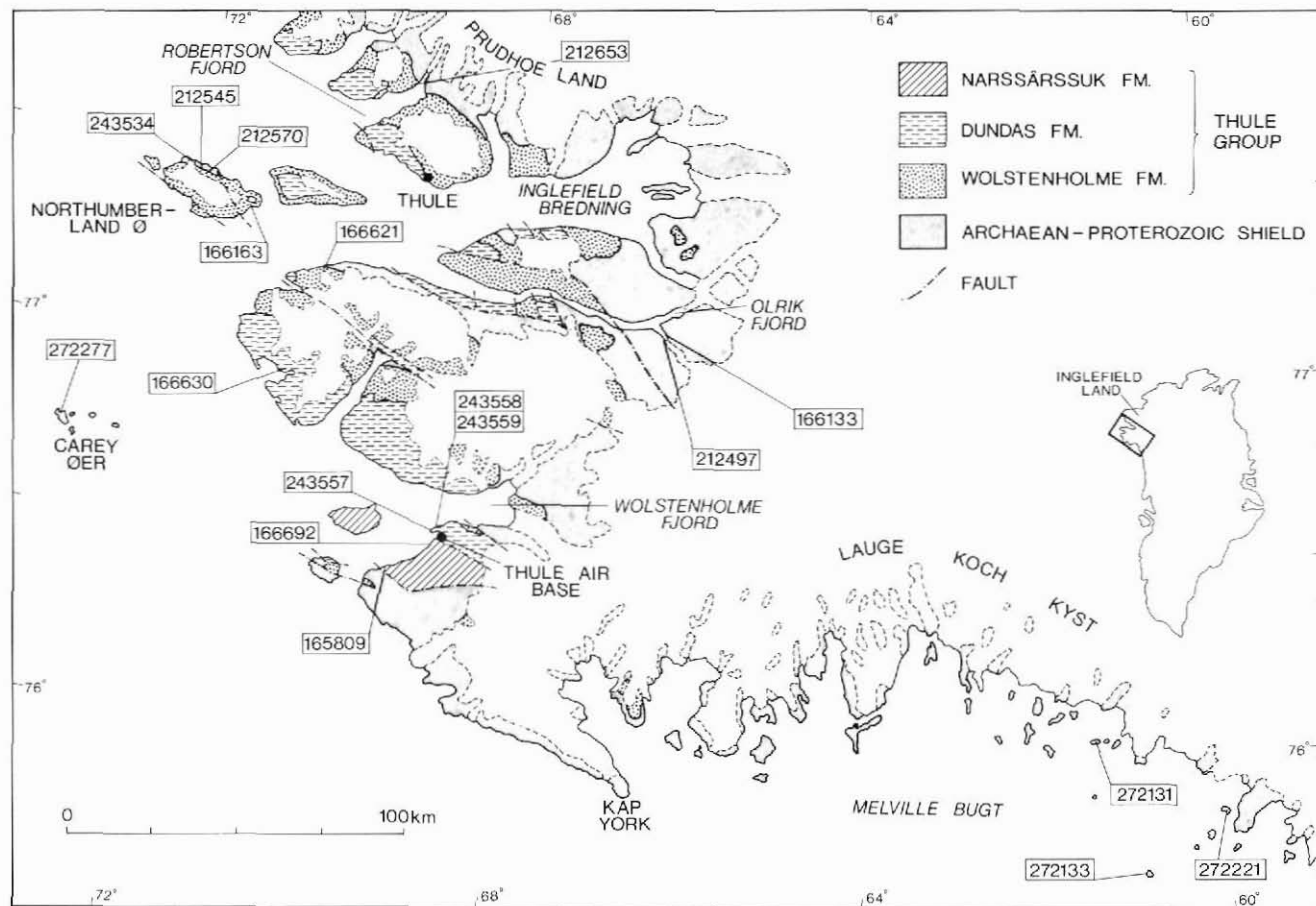 72°
68°
64°
60°
ROBERTSON
FJORD
PRUDHOE LAND
212653
212545
243534
212570
NORTHUMBER-
LAND Ø
166163
THULE
INGLEFIELD
BREDNING
166621
77°
OLRIK
FJORD
272277
CAREY
ØER
166630
243558
243559
166133
212497
243557
WOLSTENHOLME
FJORD
166692
THULE AIR
BASE
165809
NARSSÂRSSUK FM.
DUNDAS FM.
WOLSTENHOLME FM.
THULE
GROUP
ARCHAEAN-PROTEROZOIC SHIELD
FAULT
INGLEFIELD
LAND
77°
LAUGE KOCH KYST
76°
76°
KAP
YORK
MELVILLE BUGT
272131
272133
272221
0 100km
72°
68°
64°
60°